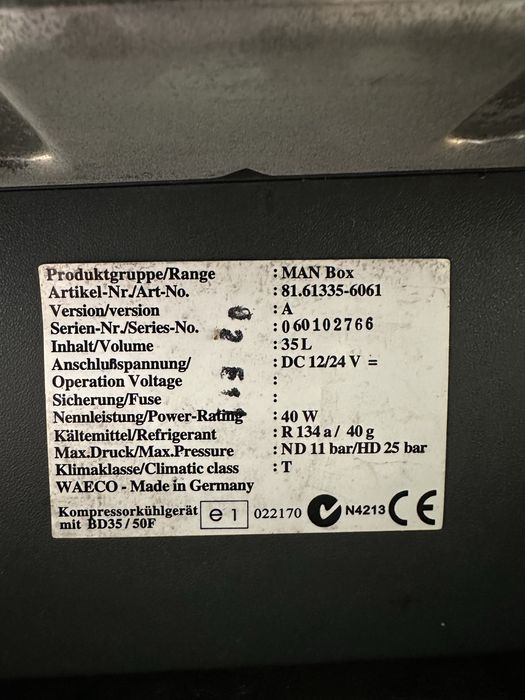 Produktgruppe/Range : MAN Box
Artikel-Nr./Art-No. : 81.61335-6061
Version/version : A
Serien-Nr./Series-No. : 060102766
Inhalt/Volume : 35 L
Anschlußspannung/ : DC 12/24 V =
Operation Voltage :
Sicherung/Fuse :
Nennleistung/Power-Rating : 40 W
Kältemittel/Refrigerant : R 134 a / 40 g
Max.Druck/Max.Pressure : ND 11 bar/HD 25 bar
Klimaklasse/Climatic class : T
WAECO - Made in Germany
Kompressorkühlgerät e1 022170 N4213 CE
mit BD35 / 50F